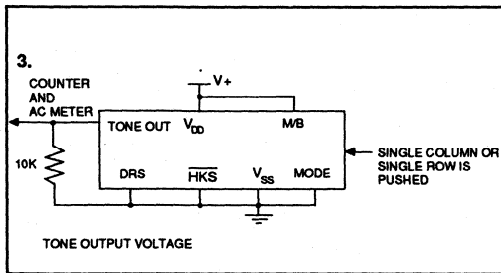 3.
V+
COUNTER
AND
AC METER
TONE OUT VDD M/B
10K
SINGLE COLUMN OR
SINGLE ROW IS
PUSHED
DRS HKS VSS MODE
TONE OUTPUT VOLTAGE